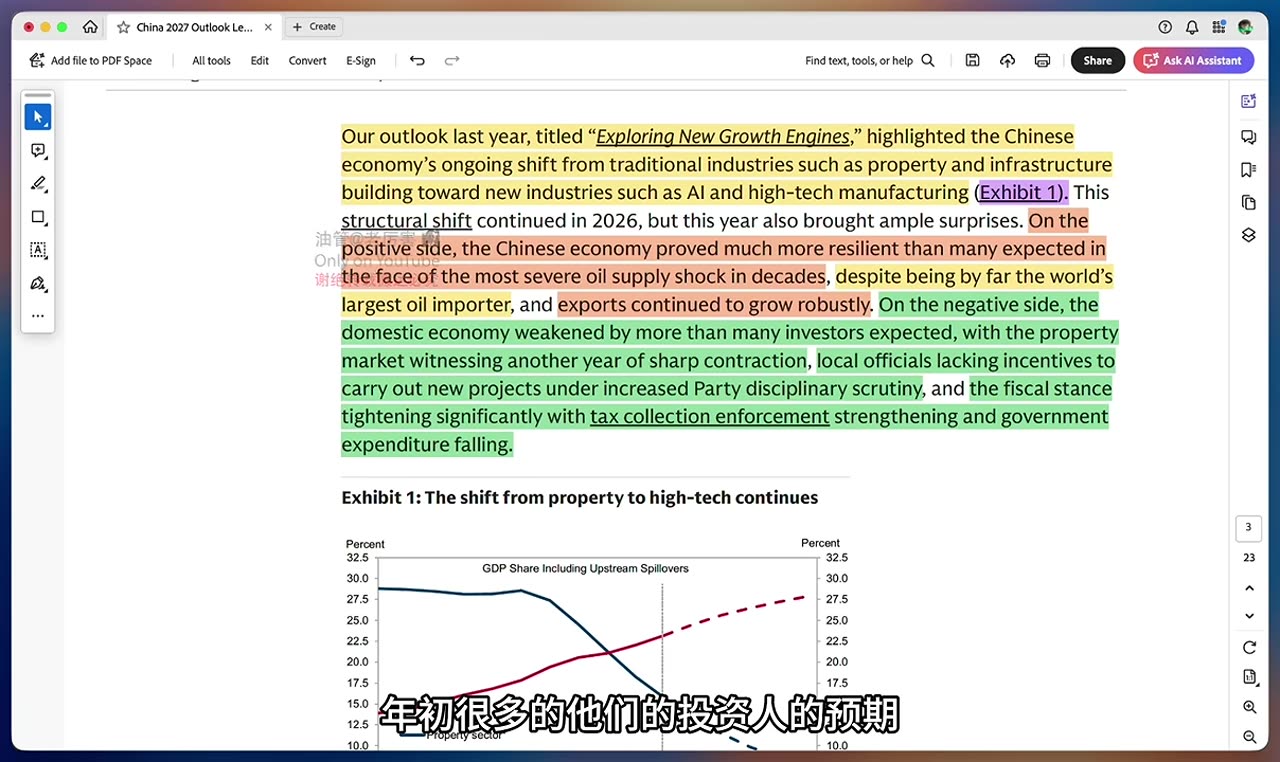 China 2027 Outlook Le...
Create
Add file to PDF Space
All tools
Edit
Convert
E-Sign
Find text, tools, or help
Share
Ask AI Assistant
Our outlook last year, titled “Exploring New Growth Engines,” highlighted the Chinese
economy’s ongoing shift from traditional industries such as property and infrastructure
building toward new industries such as AI and high-tech manufacturing (Exhibit 1). This
structural shift continued in 2026, but this year also brought ample surprises. On the
positive side, the Chinese economy proved much more resilient than many expected in
the face of the most severe oil supply shock in decades, despite being by far the world’s
largest oil importer, and exports continued to grow robustly. On the negative side, the
domestic economy weakened by more than many investors expected, with the property
market witnessing another year of sharp contraction, local officials lacking incentives to
carry out new projects under increased Party disciplinary scrutiny, and the fiscal stance
tightening significantly with tax collection enforcement strengthening and government
expenditure falling.
Only on YouTube
Exhibit 1: The shift from property to high-tech continues
Percent
Percent
32.5
32.5
GDP Share Including Upstream Spillovers
30.0
30.0
27.5
27.5
25.0
25.0
22.5
22.5
20.0
20.0
17.5
17.5
15.0
15.0
12.5
12.5
10.0
10.0
Property sector
年初很多的他们的投资人的预期
3
23